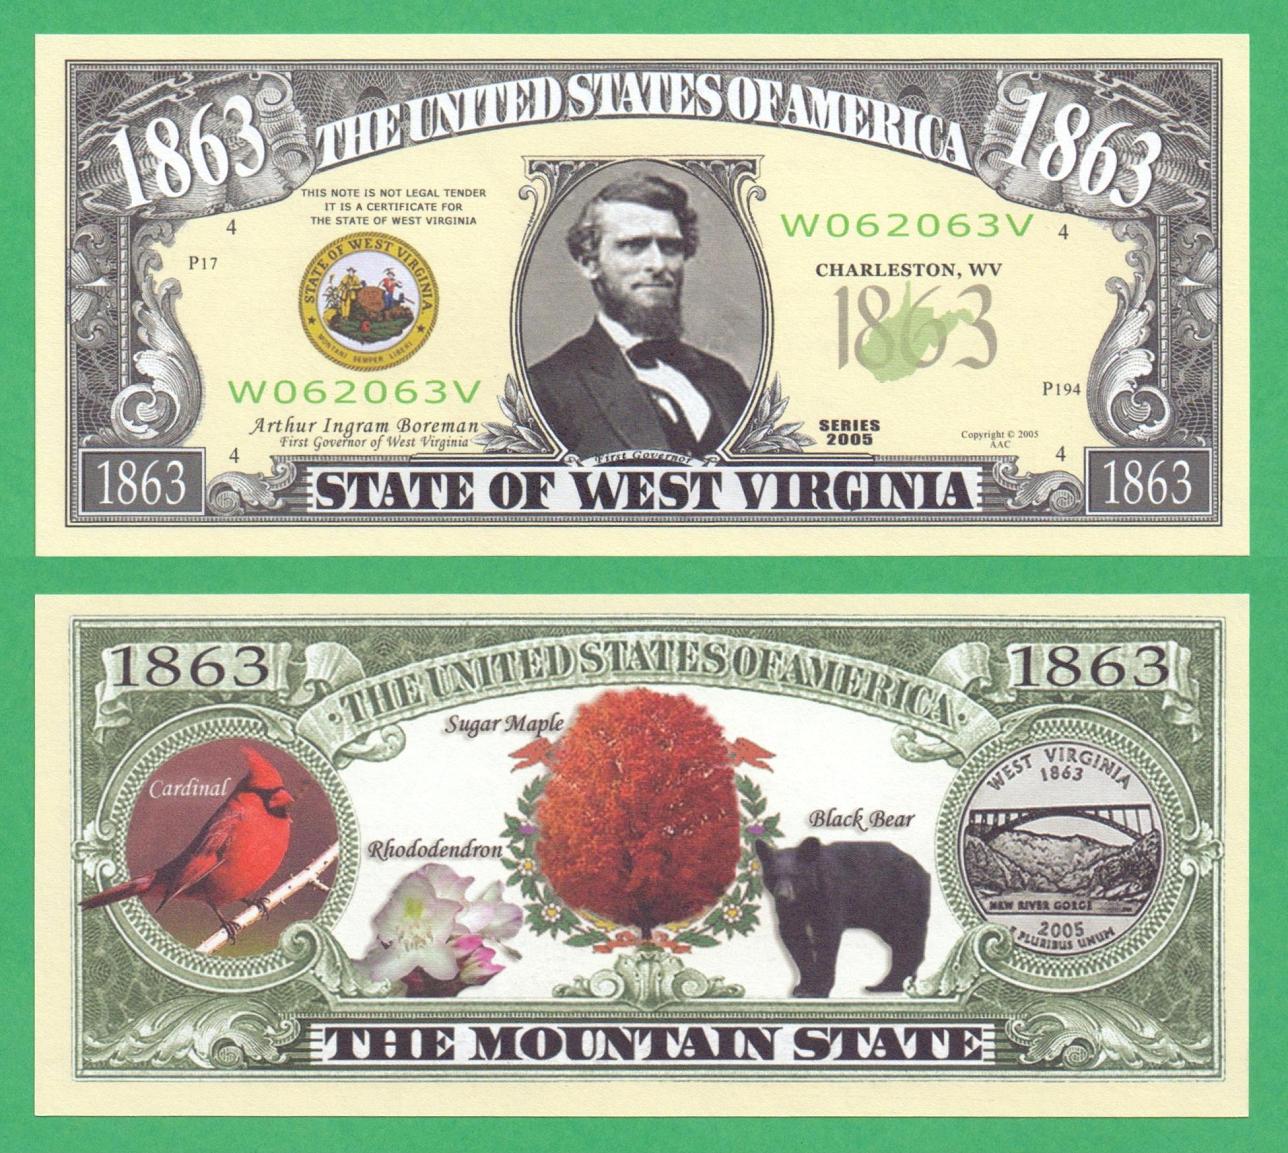 1863
THE UNITED STATES OF AMERICA
1863
THIS NOTE IS NOT LEGAL TENDER
IT IS A CERTIFICATE FOR
THE STATE OF WEST VIRGINIA
4
P17
STATE OF WEST VIRGINIA
MONTANI SEMPER LIBERI
W062063V
Arthur Ingram Boreman
First Governor of West Virginia
4
1863
First Governor
W062063V
4
CHARLESTON, WV
1863
P194
SERIES
2005
Copyright © 2005
AAC
4
1863
STATE OF WEST VIRGINIA
1863
THE UNITED STATES OF AMERICA
1863
Sugar Maple
Cardinal
Rhododendron
Black Bear
WEST VIRGINIA
1863
NEW RIVER GORGE
2005
E PLURIBUS UNUM
THE MOUNTAIN STATE